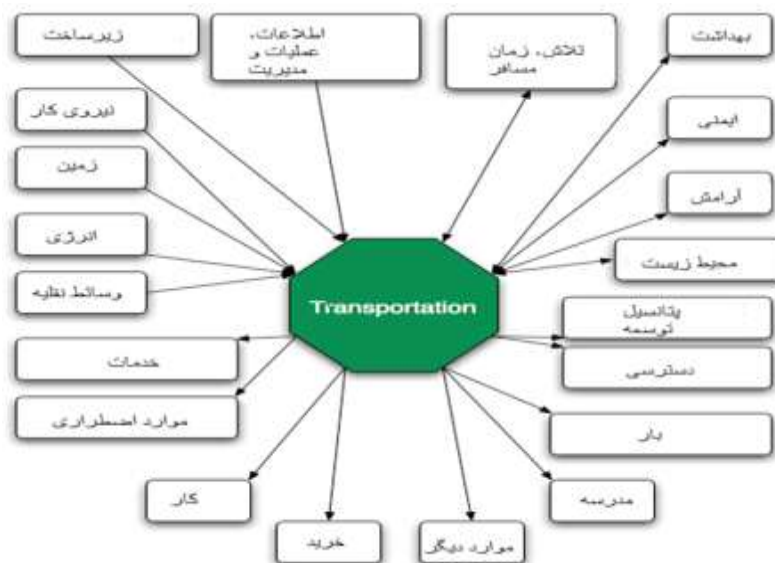 زیرساخت
اطلاعات،
عملیات و
مدیریت
تلاش، زمان
مسافر
بهداشت
نیروی کار
ایمنی
زمین
آرامش
انرژی
محیط زیست
وسائط نقلیه
Transportation
پتانسیل
توسعه
خدمات
دسترسی
موارد اضطراری
بار
کار
مدرسه
خرید
موارد دیگر